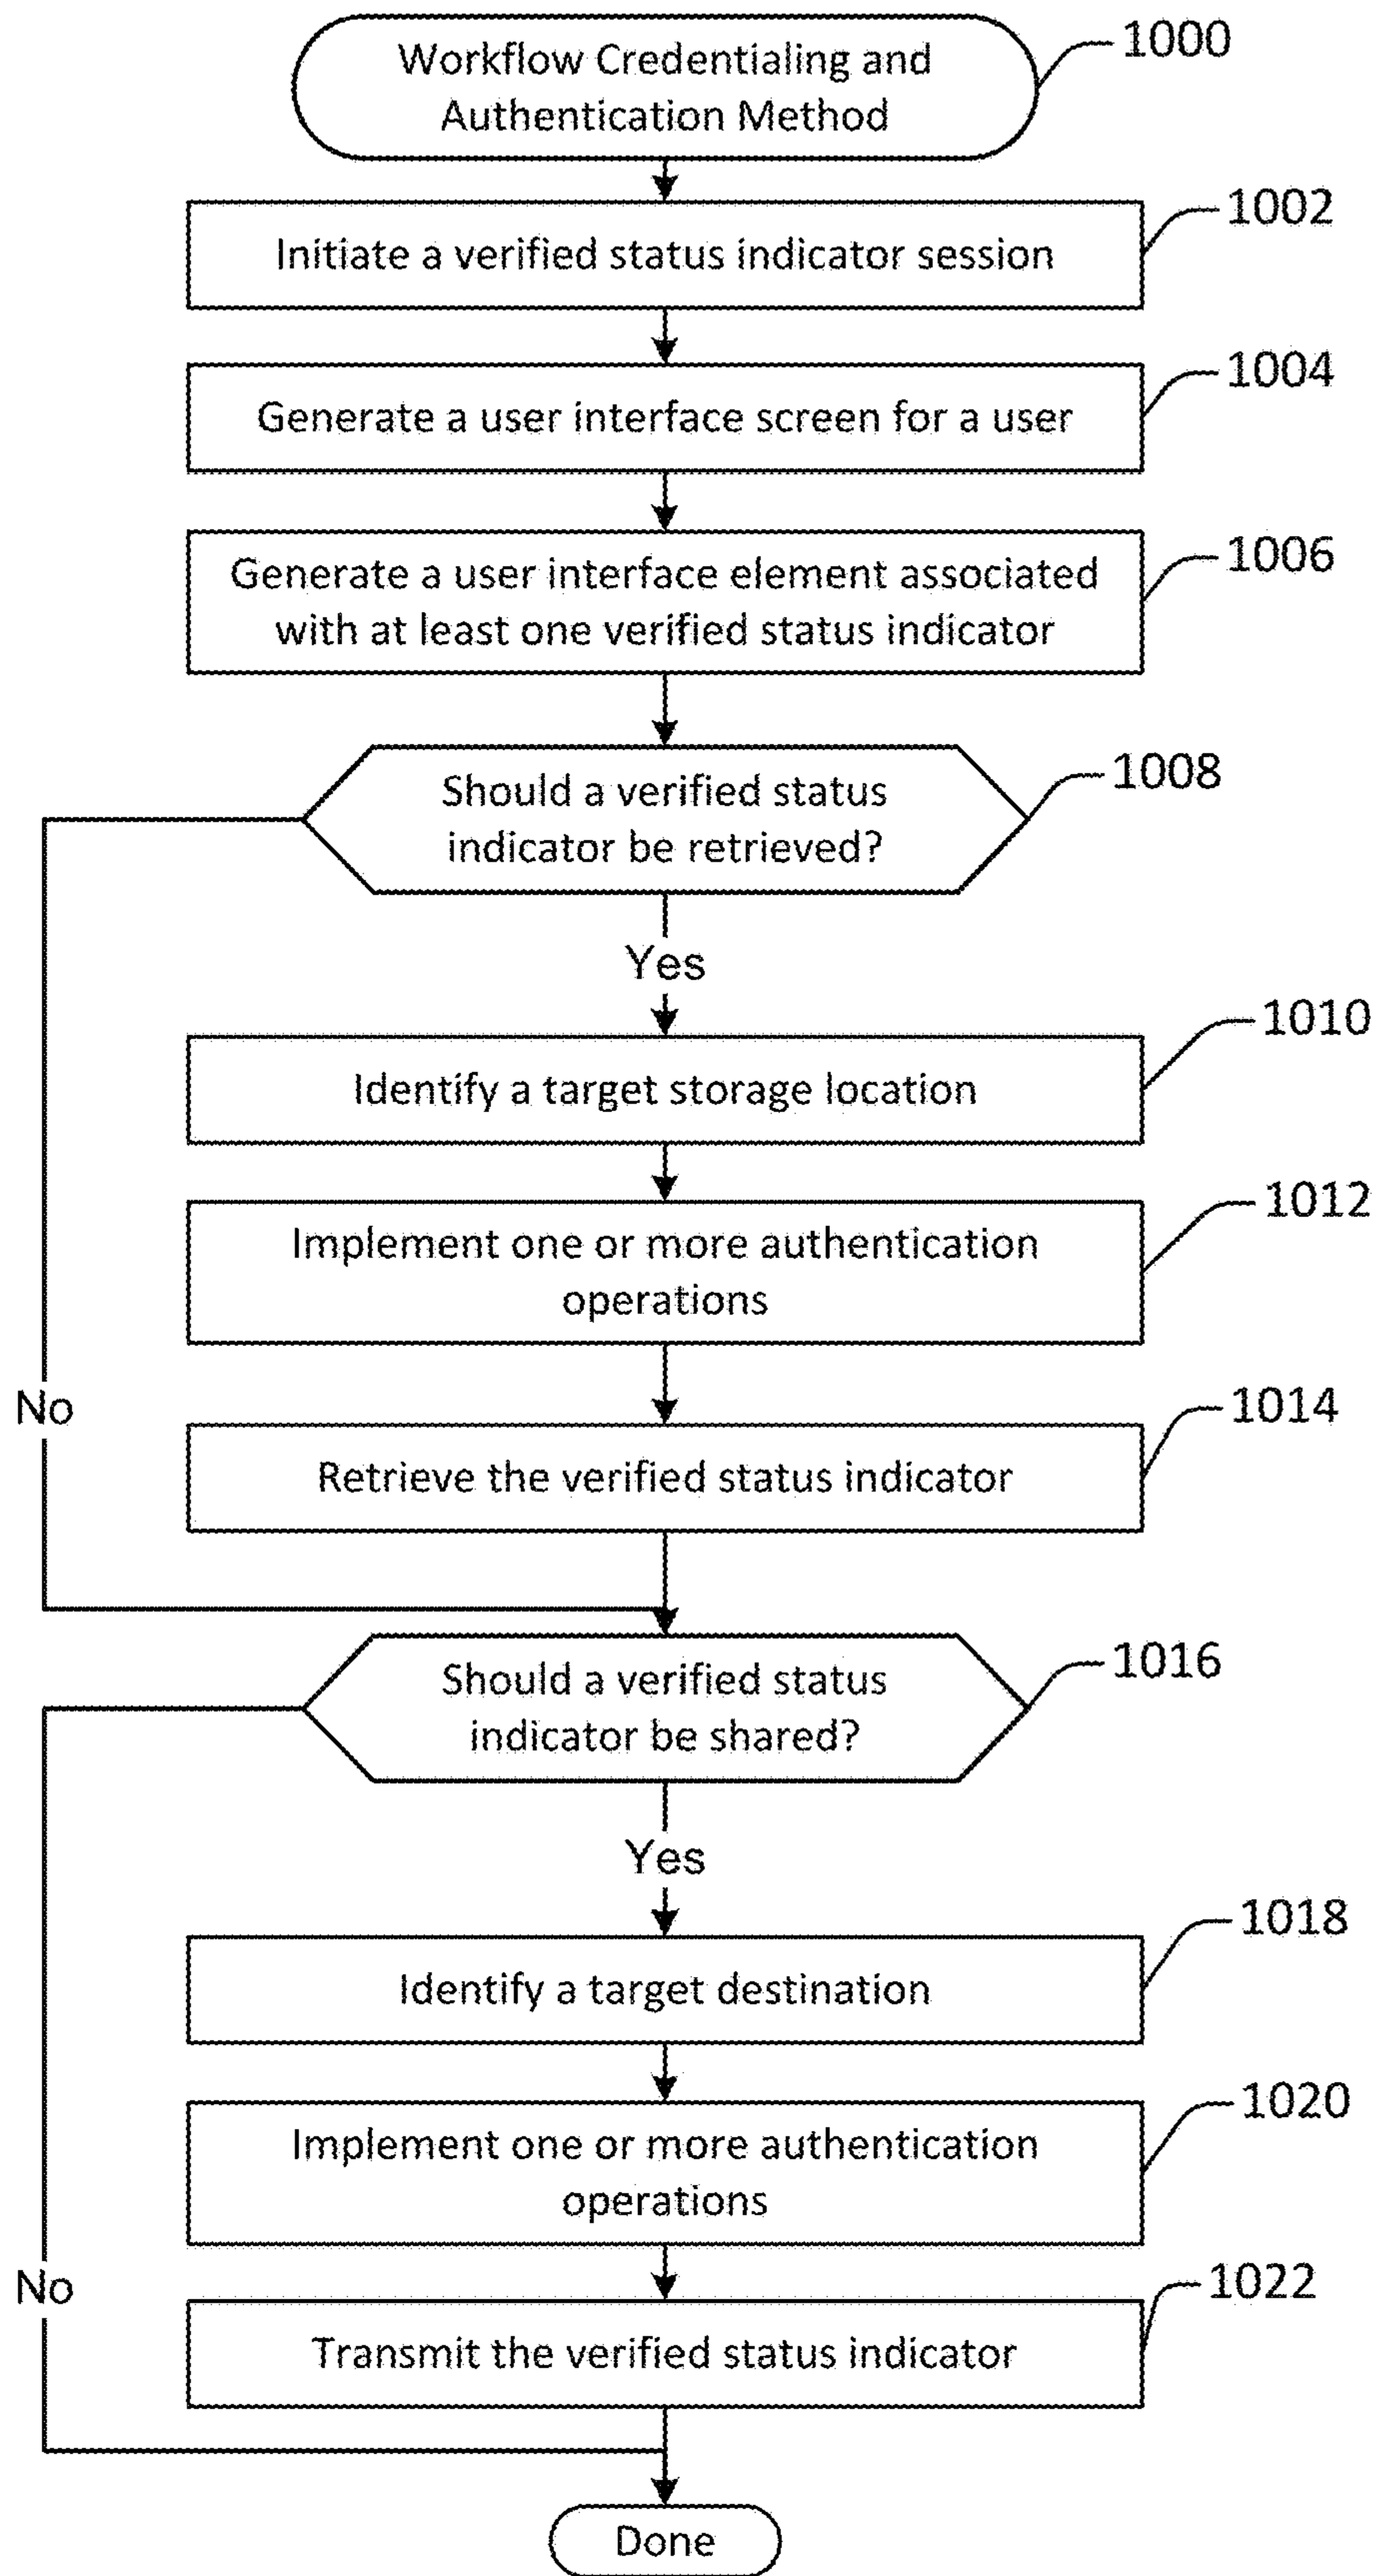 Workflow Credentialing and
Authentication Method
1000
1002
Initiate a verified status indicator session
1004
Generate a user interface screen for a user
1006
Generate a user interface element associated
with at least one verified status indicator
1008
Should a verified status
indicator be retrieved?
Yes
1010
Identify a target storage location
1012
Implement one or more authentication
operations
No
1014
Retrieve the verified status indicator
1016
Should a verified status
indicator be shared?
Yes
1018
Identify a target destination
1020
Implement one or more authentication
operations
No
1022
Transmit the verified status indicator
Done